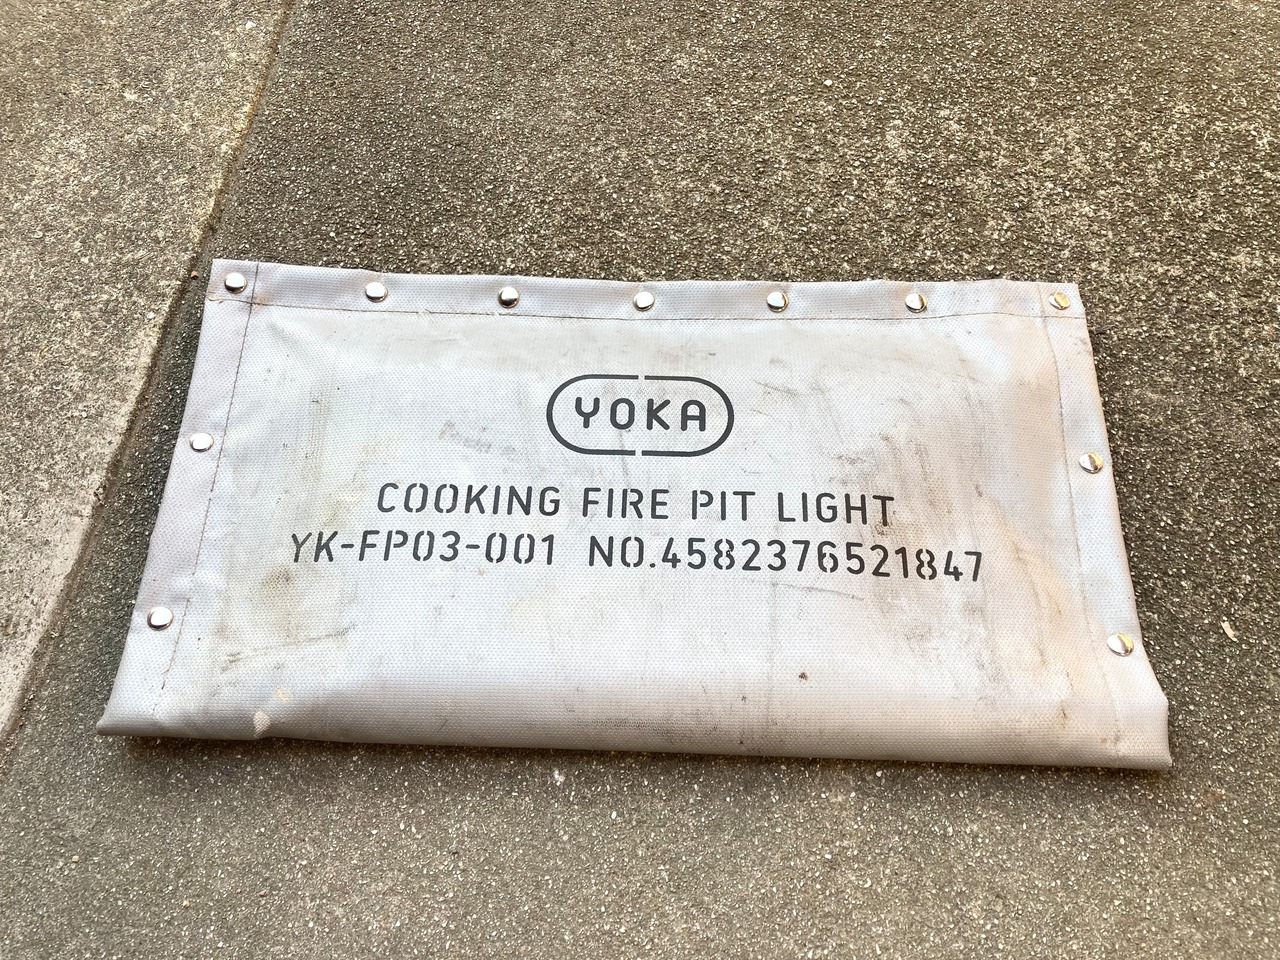 YOKA
COOKING FIRE PIT LIGHT
YK-FP03-001 NO.4582376521847